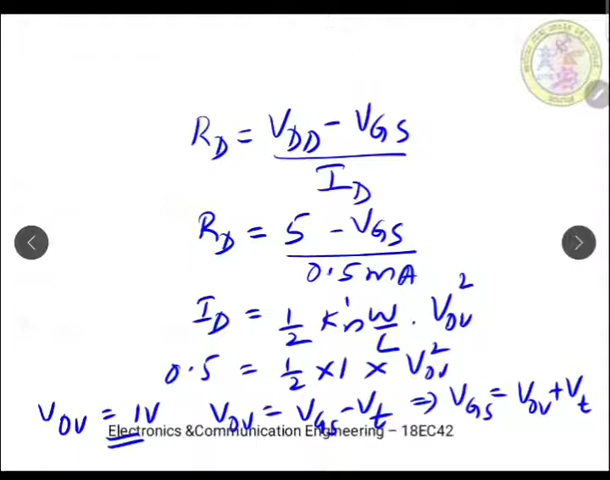 R_D = V_DD - V_GS / I_D
R_D = 5 - V_GS / 0.5mA
I_D = 1/2 K'n W/L . V_OV^2
0.5 = 1/2 × 1 × V_OV^2
V_OV = 1V V_OV = V_GS - V_t ⇒ V_GS = V_OV + V_t
Electronics &Communication Engineering – 18EC42